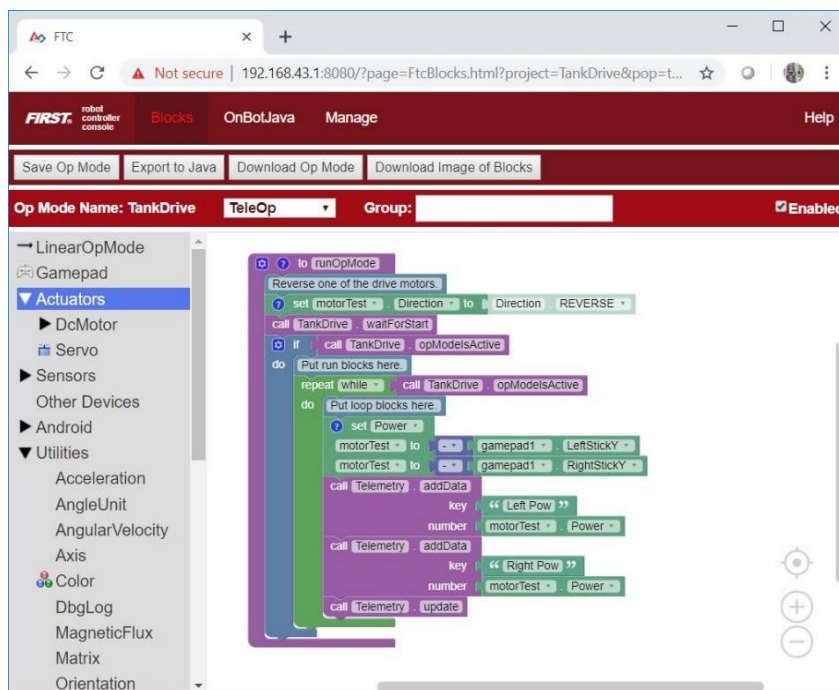 FTC
Not secure | 192.168.43.1:8080/?page=FtcBlocks.html?project=TankDrive&pop=t...
FIRST. robot controller console Blocks OnBotJava Manage Help
Save Op Mode Export to Java Download Op Mode Download Image of Blocks
Op Mode Name: TankDrive TeleOp Group: Enabled
LinearOpMode
Gamepad
Actuators
DcMotor
Servo
Sensors
Other Devices
Android
Utilities
Acceleration
AngleUnit
AngularVelocity
Axis
Color
DbgLog
MagneticFlux
Matrix
Orientation
to runOpMode
Reverse one of the drive motors.
set motorTest . Direction to Direction . REVERSE
call TankDrive . waitForStart
if call TankDrive . opModeIsActive
do Put run blocks here.
repeat while call TankDrive . opModeIsActive
do Put loop blocks here.
set Power
motorTest to - gamepad1 . LeftStickY
motorTest to - gamepad1 . RightStickY
call Telemetry . addData
key “ Left Pow ”
number motorTest . Power
call Telemetry . addData
key “ Right Pow ”
number motorTest . Power
call Telemetry . update